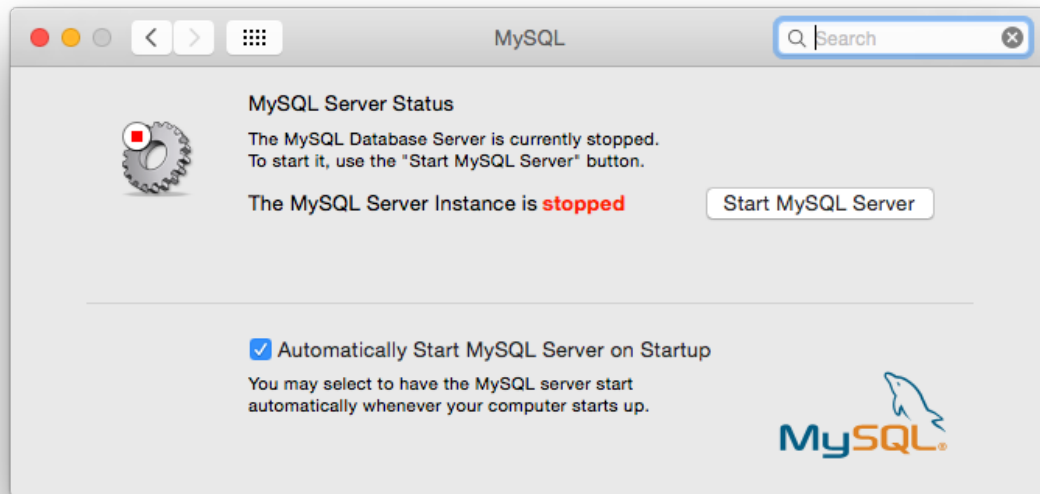 MySQL
Search
MySQL Server Status
The MySQL Database Server is currently stopped.
To start it, use the "Start MySQL Server" button.
The MySQL Server Instance is stopped
Start MySQL Server
Automatically Start MySQL Server on Startup
You may select to have the MySQL server start
automatically whenever your computer starts up.
MySQL®